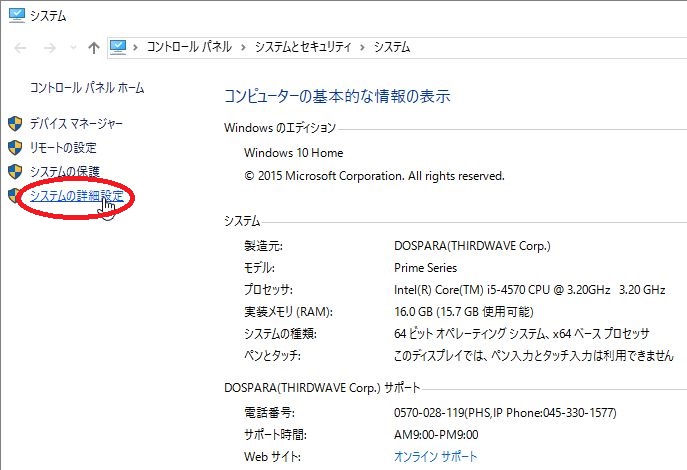 システム
コントロール パネル › システムとセキュリティ › システム
コントロール パネル ホーム
デバイス マネージャー
リモートの設定
システムの保護
システムの詳細設定
コンピューターの基本的な情報の表示
Windows のエディション
Windows 10 Home
© 2015 Microsoft Corporation. All rights reserved.
システム
製造元: DOSPARA(THIRDWAVE Corp.)
モデル: Prime Series
プロセッサ: Intel(R) Core(TM) i5-4570 CPU @ 3.20GHz 3.20 GHz
実装メモリ (RAM): 16.0 GB (15.7 GB 使用可能)
システムの種類: 64 ビット オペレーティング システム、x64 ベース プロセッサ
ペンとタッチ: このディスプレイでは、ペン入力とタッチ入力は利用できません
DOSPARA(THIRDWAVE Corp.) サポート
電話番号: 0570-028-119(PHS,IP Phone:045-330-1577)
サポート時間: AM9:00-PM9:00
Web サイト: オンライン サポート